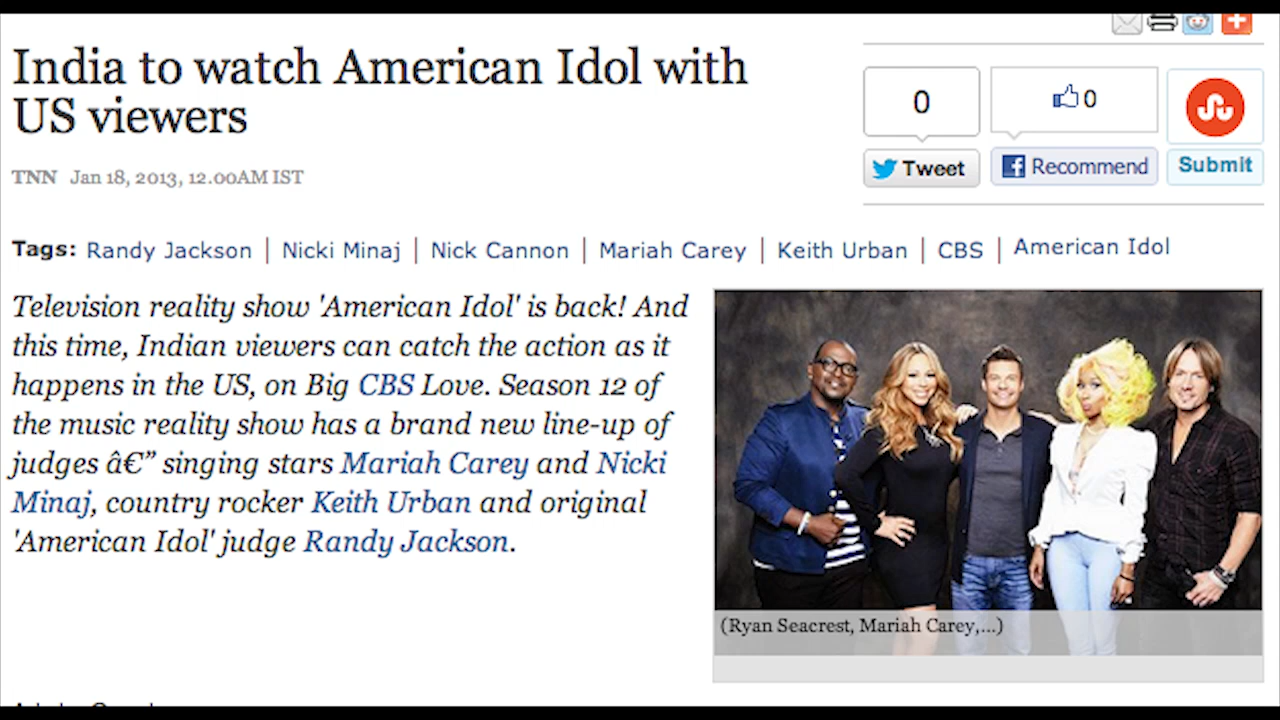 India to watch American Idol with
US viewers
TNN Jan 18, 2013, 12.00AM IST
0
0
Tweet
Recommend
Submit
Tags: Randy Jackson | Nicki Minaj | Nick Cannon | Mariah Carey | Keith Urban | CBS | American Idol
Television reality show 'American Idol' is back! And
this time, Indian viewers can catch the action as it
happens in the US, on Big CBS Love. Season 12 of
the music reality show has a brand new line-up of
judges â€” singing stars Mariah Carey and Nicki
Minaj, country rocker Keith Urban and original
'American Idol' judge Randy Jackson.
(Ryan Seacrest, Mariah Carey,...)